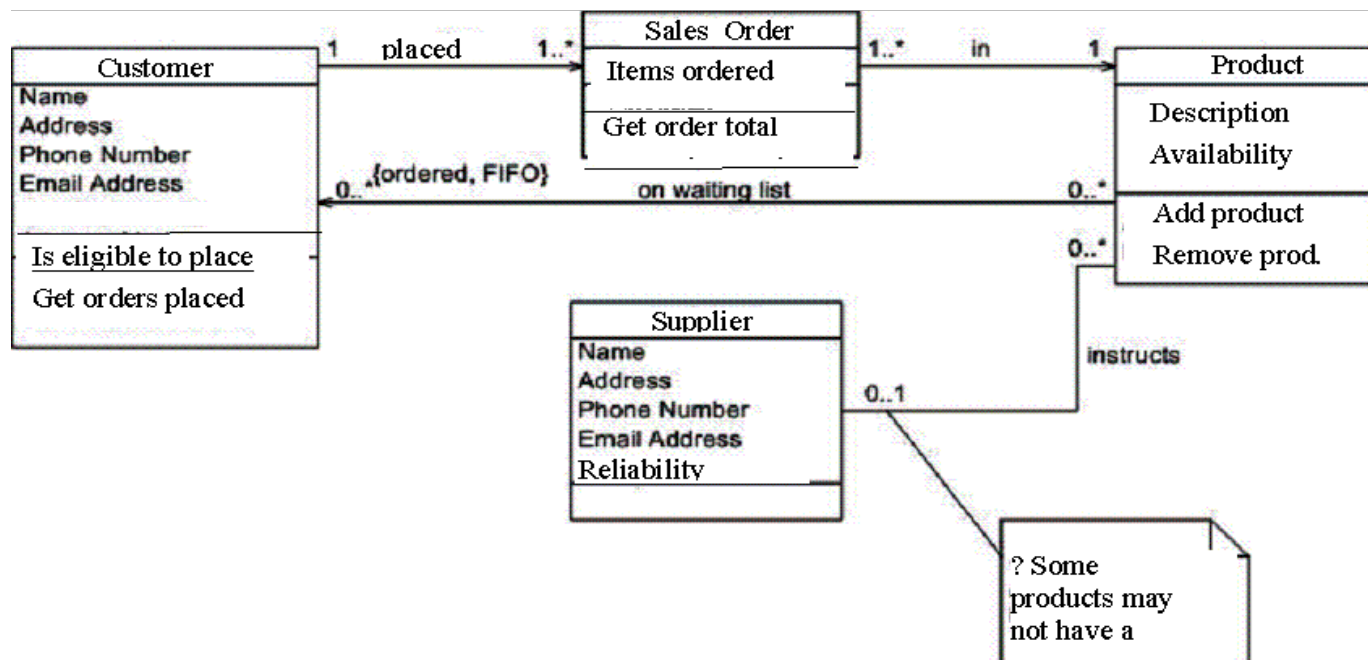 Customer
Name
Address
Phone Number
Email Address
Is eligible to place
Get orders placed
1 placed 1..*
Sales Order
Items ordered
Get order total
1..* in 1
Product
Description
Availability
Add product
Remove prod.
0..* {ordered, FIFO} on waiting list 0..*
0..*
instructs
0..1
Supplier
Name
Address
Phone Number
Email Address
Reliability
? Some
products may
not have a